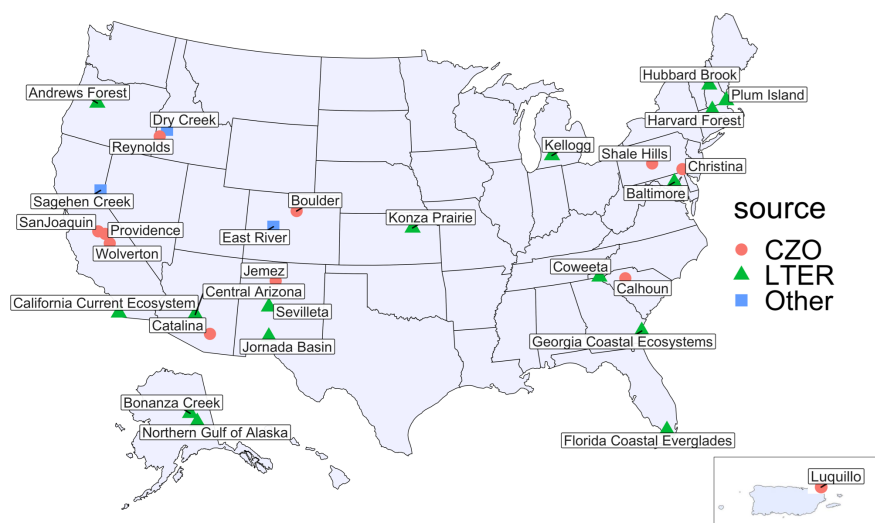 Hubbard Brook
Andrews Forest
Plum Island
Dry Creek
Harvard Forest
Reynolds
Kellogg
Shale Hills
Christina
Sagehen Creek
Baltimore
Boulder
SanJoaquin
Providence
Konza Prairie
East River
Wolverton
Jemez
Coweeta
Central Arizona
Calhoun
California Current Ecosystem
Sevilleta
Catalina
Jornada Basin
Georgia Coastal Ecosystems
Bonanza Creek
Northern Gulf of Alaska
Florida Coastal Everglades
Luquillo
source
CZO
LTER
Other